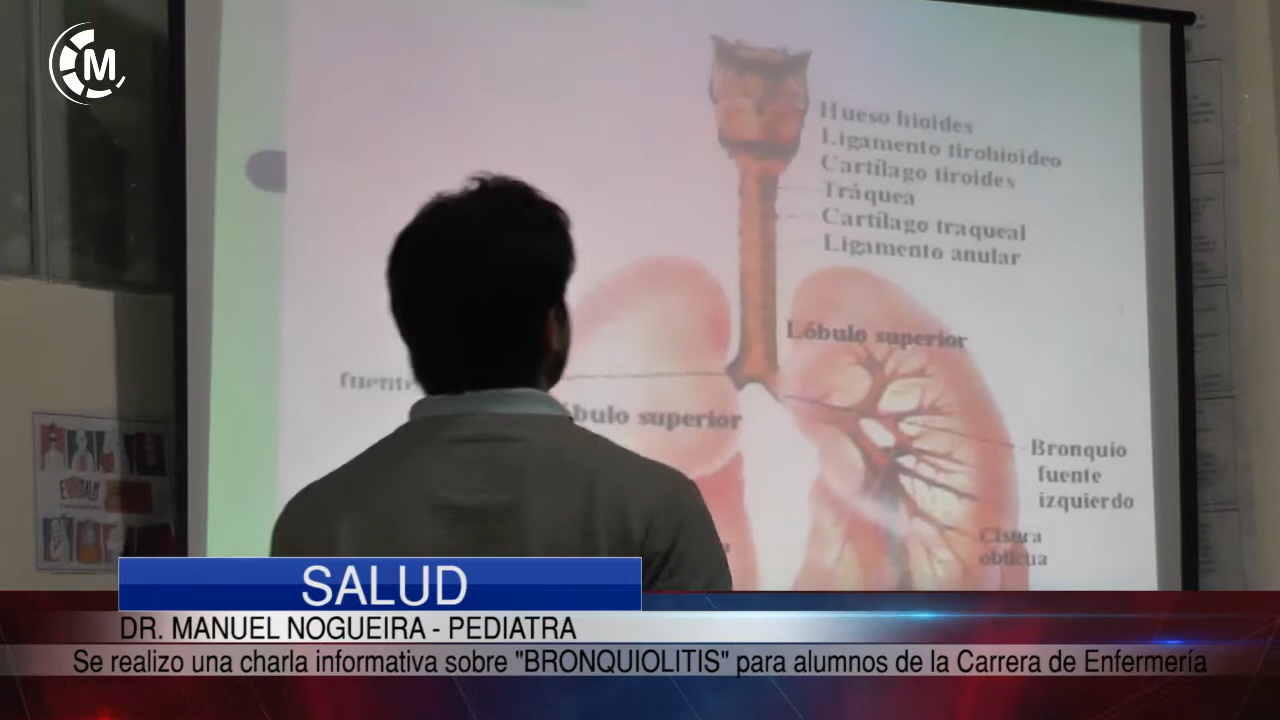 M
Hueso hioides
Ligamento tirohioideo
Cartílago tiroides
Tráquea
Cartílago traqueal
Ligamento anular
Lóbulo superior
fuente
bulo superior
Bronquio
fuente
izquierdo
Cisura
oblicua
SALUD
DR. MANUEL NOGUEIRA - PEDIATRA
Se realizo una charla informativa sobre "BRONQUIOLITIS" para alumnos de la Carrera de Enfermería